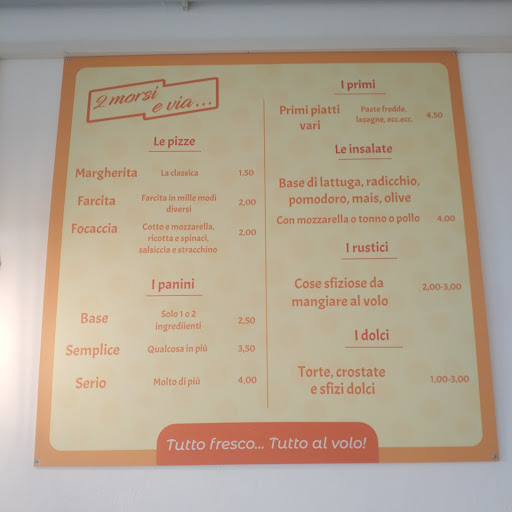 2 morsi
e via...
Le pizze
Margherita La classica 1,50
Farcita Farcita in mille modi
diversi 2,00
Focaccia Cotto e mozzarella,
ricotta e spinaci,
salsiccia e stracchino 2,00
I panini
Base Solo 1 o 2
ingredienti 2,50
Semplice Qualcosa in più 3,50
Serio Molto di più 4,00
I primi
Primi piatti
vari Paste fredde,
lasagne, ecc.ecc. 4,50
Le insalate
Base di lattuga, radicchio,
pomodoro, mais, olive
Con mozzarella o tonno o pollo 4,00
I rustici
Cose sfiziose da
mangiare al volo 2,00-3,00
I dolci
Torte, crostate
e sfizi dolci 1,00-3,00
Tutto fresco... Tutto al volo!